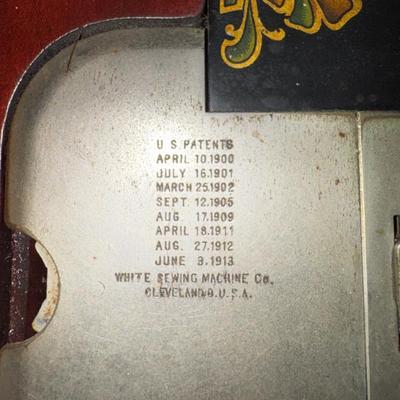 U.S. PATENTS
APRIL 10.1900
JULY 16.1901
MARCH 25.1902
SEPT. 12.1905
AUG. 17.1909
APRIL 18.1911
AUG. 27.1912
JUNE 3.1913
WHITE SEWING MACHINE Co.
CLEVELAND,O.U.S.A.